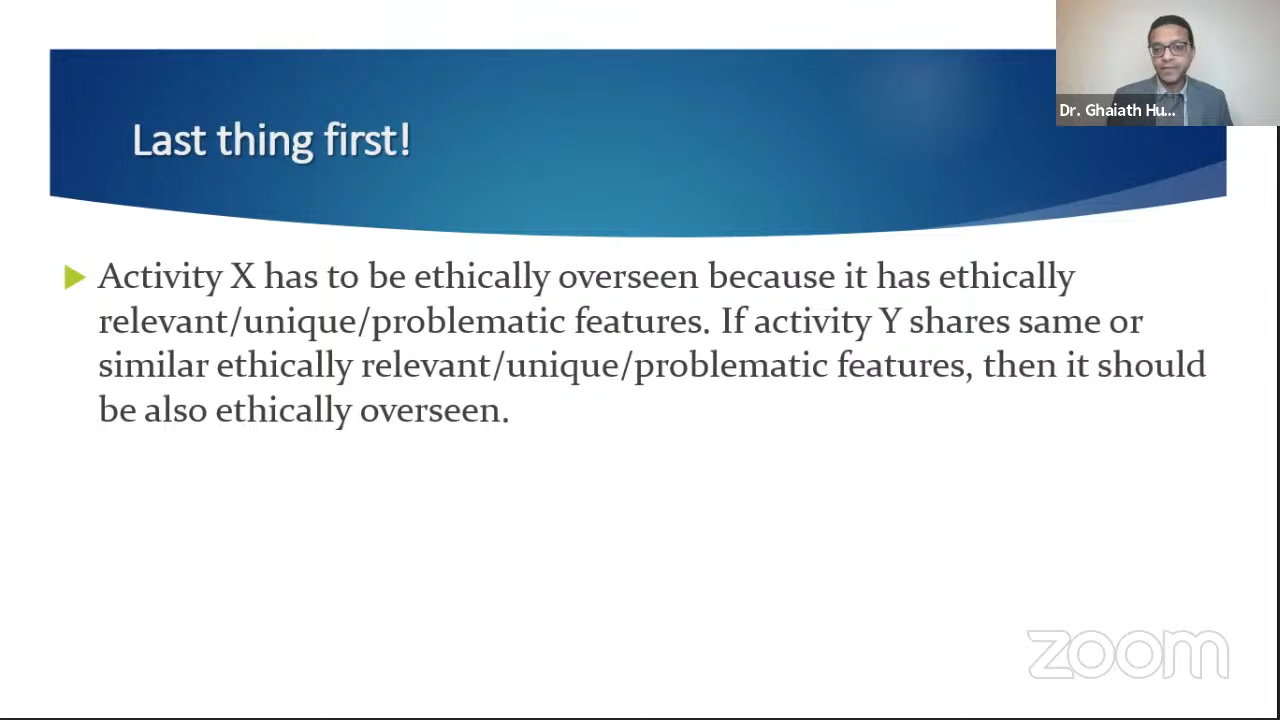 Dr. Ghaiath Hu...
Last thing first!
Activity X has to be ethically overseen because it has ethically
relevant/unique/problematic features. If activity Y shares same or
similar ethically relevant/unique/problematic features, then it should
be also ethically overseen.
zoom